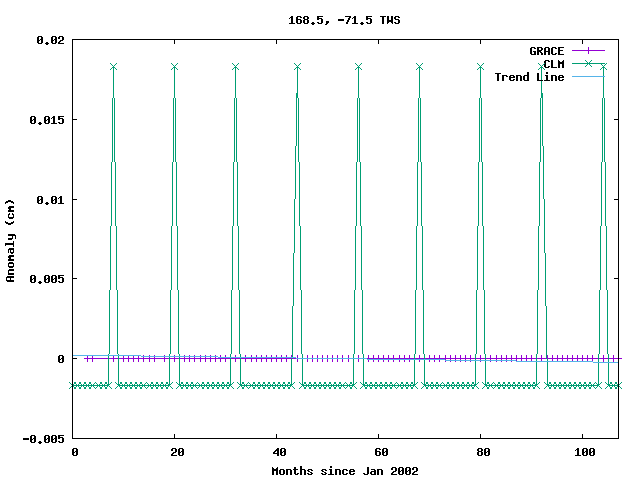 168.5, -71.5 TWS
GRACE
CLM
Trend Line
0.02
0.015
0.01
0.005
0
-0.005
Anomaly (cm)
0 20 40 60 80 100
Months since Jan 2002